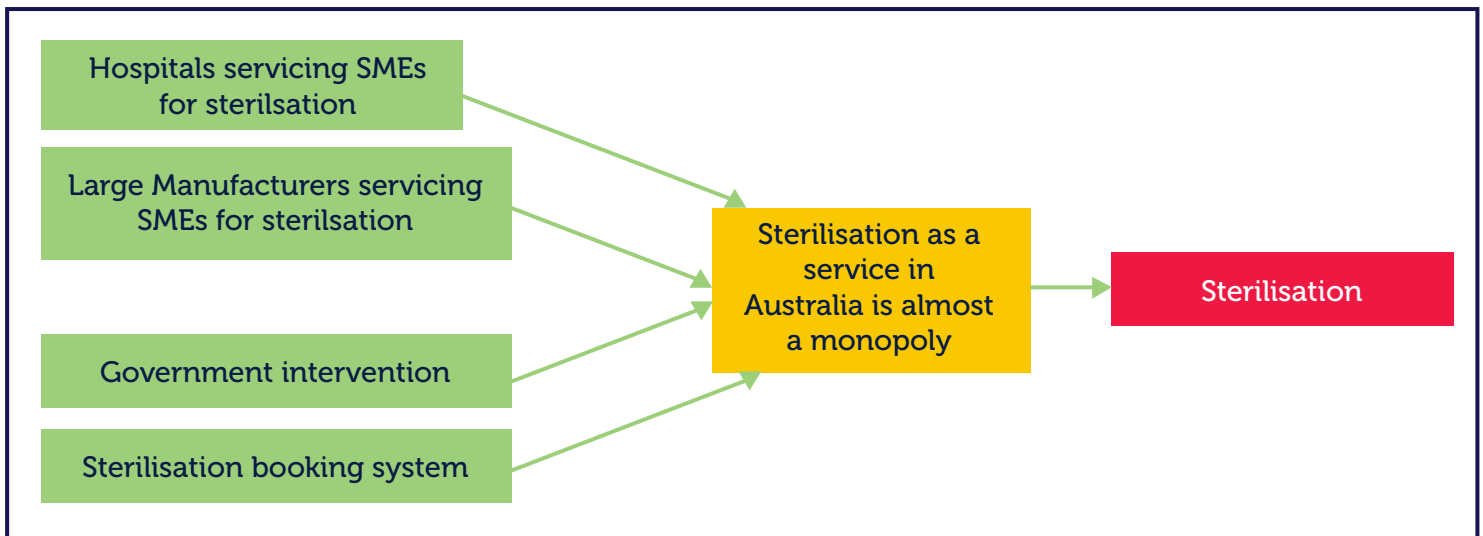 Hospitals servicing SMEs
for sterilsation
Large Manufacturers servicing
SMEs for sterilsation
Government intervention
Sterilisation booking system
Sterilisation as a
service in
Australia is almost
a monopoly
Sterilisation